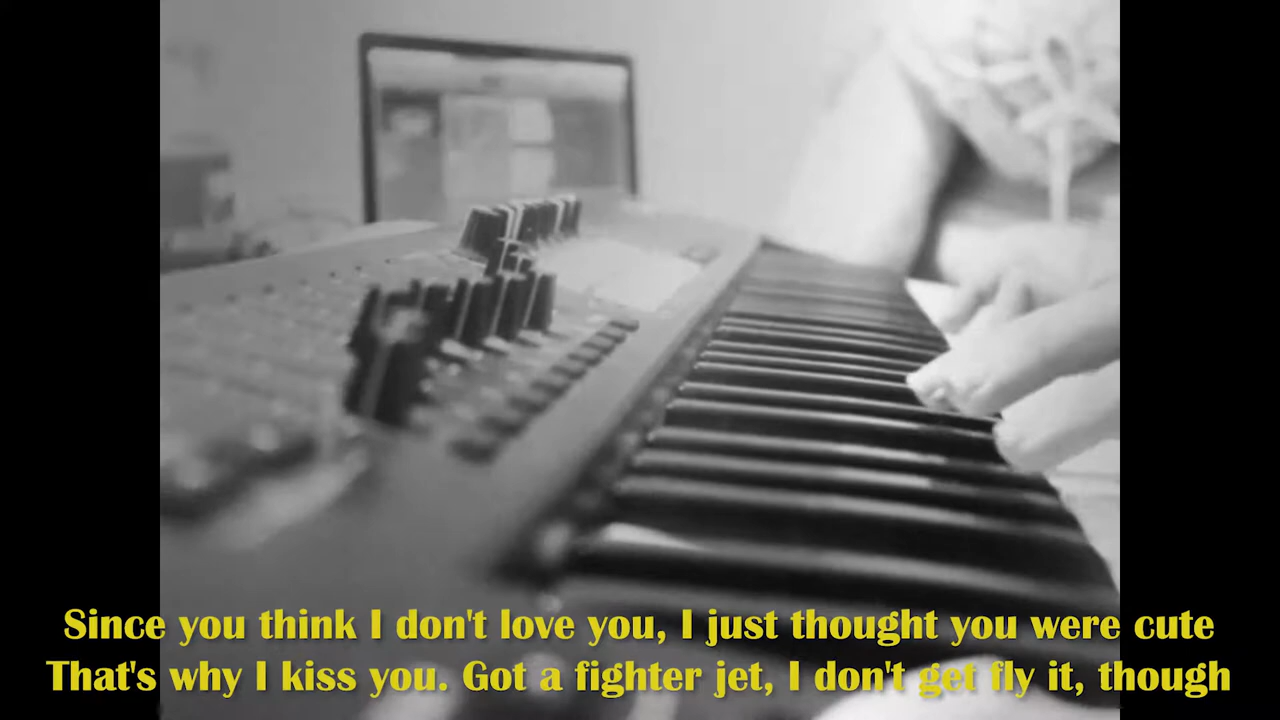 Since you think I don't love you, I just thought you were cute
That's why I kiss you. Got a fighter jet, I don't get fly it, though